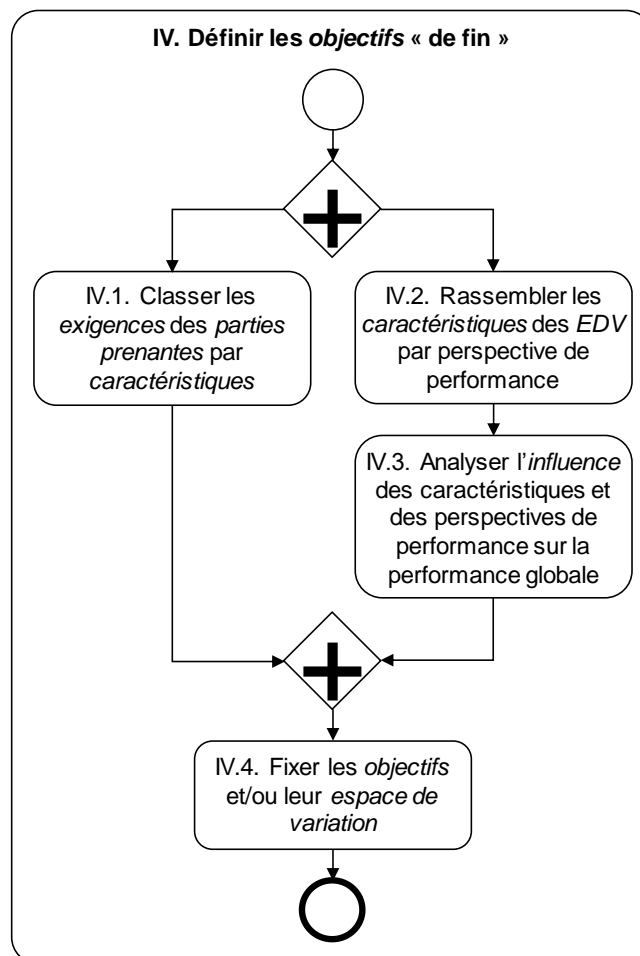 IV. Définir les objectifs « de fin »
IV.1. Classer les
exigences des parties
prenantes par
caractéristiques
IV.2. Rassembler les
caractéristiques des EDV
par perspective de
performance
IV.3. Analyser l'influence
des caractéristiques et
des perspectives de
performance sur la
performance globale
IV.4. Fixer les objectifs
et/ou leur espace de
variation